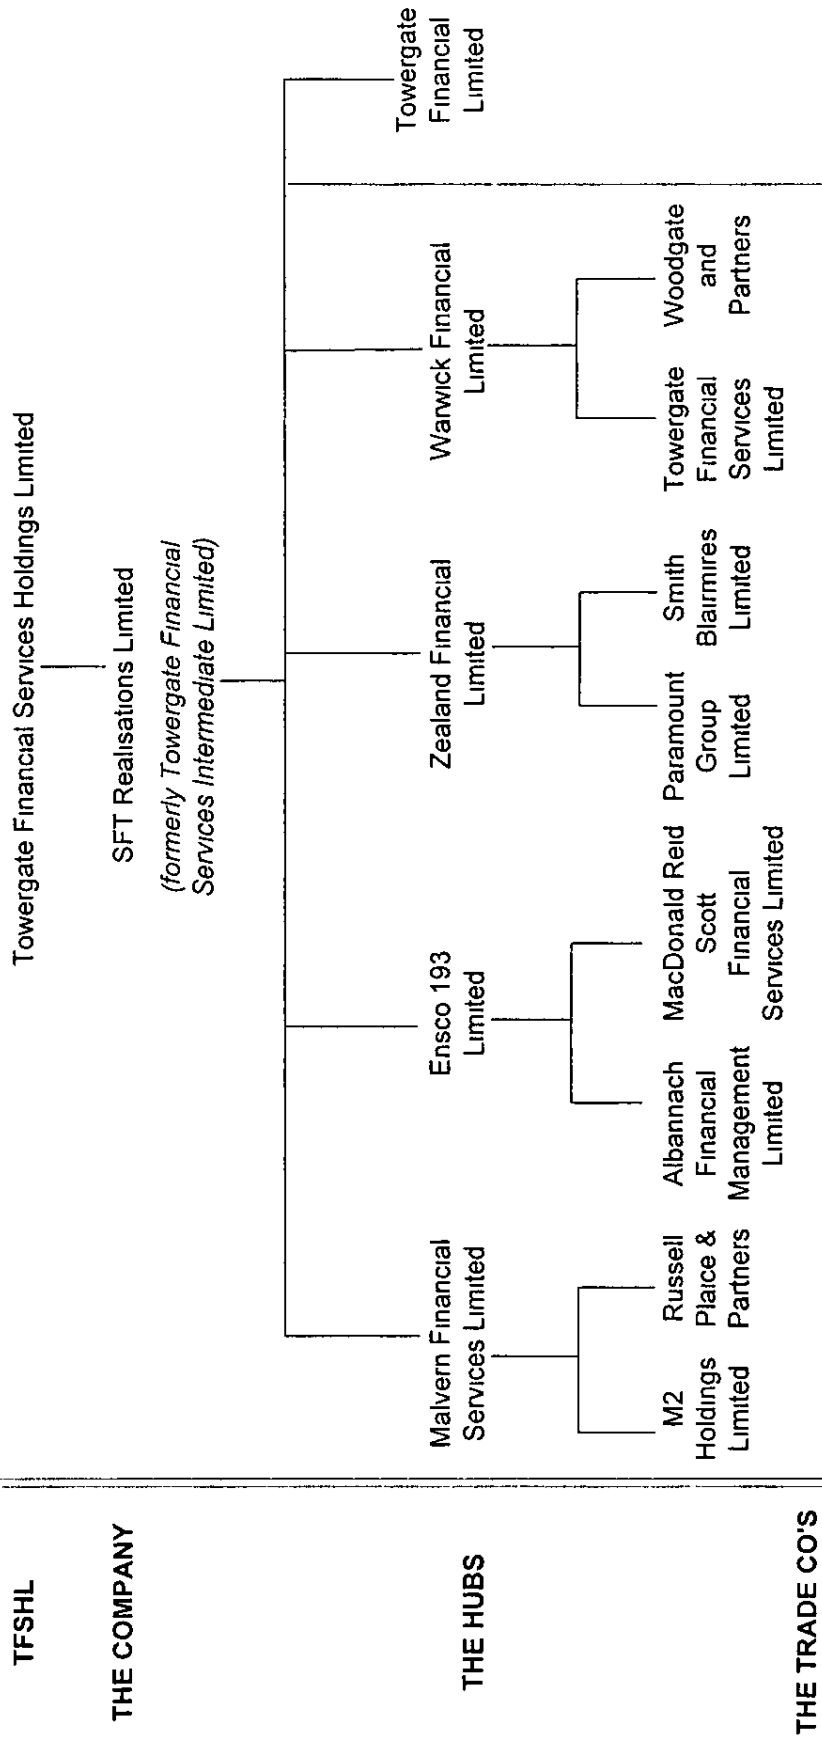 TFSHL
Towergate Financial Services Holdings Limited
THE COMPANY
SFT Realisations Limited
(formerly Towergate Financial
Services Intermediate Limited)
THE HUBS
Malvern Financial
Services Limited
Ensco 193
Limited
Zealand Financial
Limited
Warwick Financial
Limited
Towergate
Financial
Limited
THE TRADE CO'S
M2
Holdings
Limited
Russell
Plaice &
Partners
Albannach
Financial
Management
Limited
MacDonald Reid
Scott
Financial
Services Limited
Paramount
Group
Limited
Smith
Blairmires
Limited
Towergate
Financial
Services
Limited
Woodgate
and
Partners